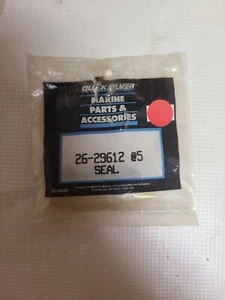 QUICKSILVER
MARINE
PARTS &
ACCESSORIES
26-29612 @5
SEAL